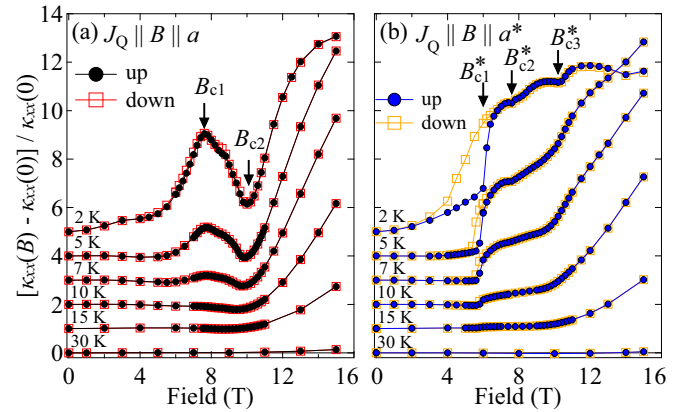 (a) J_Q ∥ B ∥ a
up
down
B_c1
B_c2
2 K
5 K
7 K
10 K
15 K
30 K
[κ_xx(B) - κ_xx(0)] / κ_xx(0)
14
12
10
8
6
4
2
0
0 4 8 12 16
Field (T)
(b) J_Q ∥ B ∥ a*
B*_c1
B*_c2
B*_c3
up
down
2 K
5 K
7 K
10 K
15 K
30 K
0 4 8 12 16
Field (T)